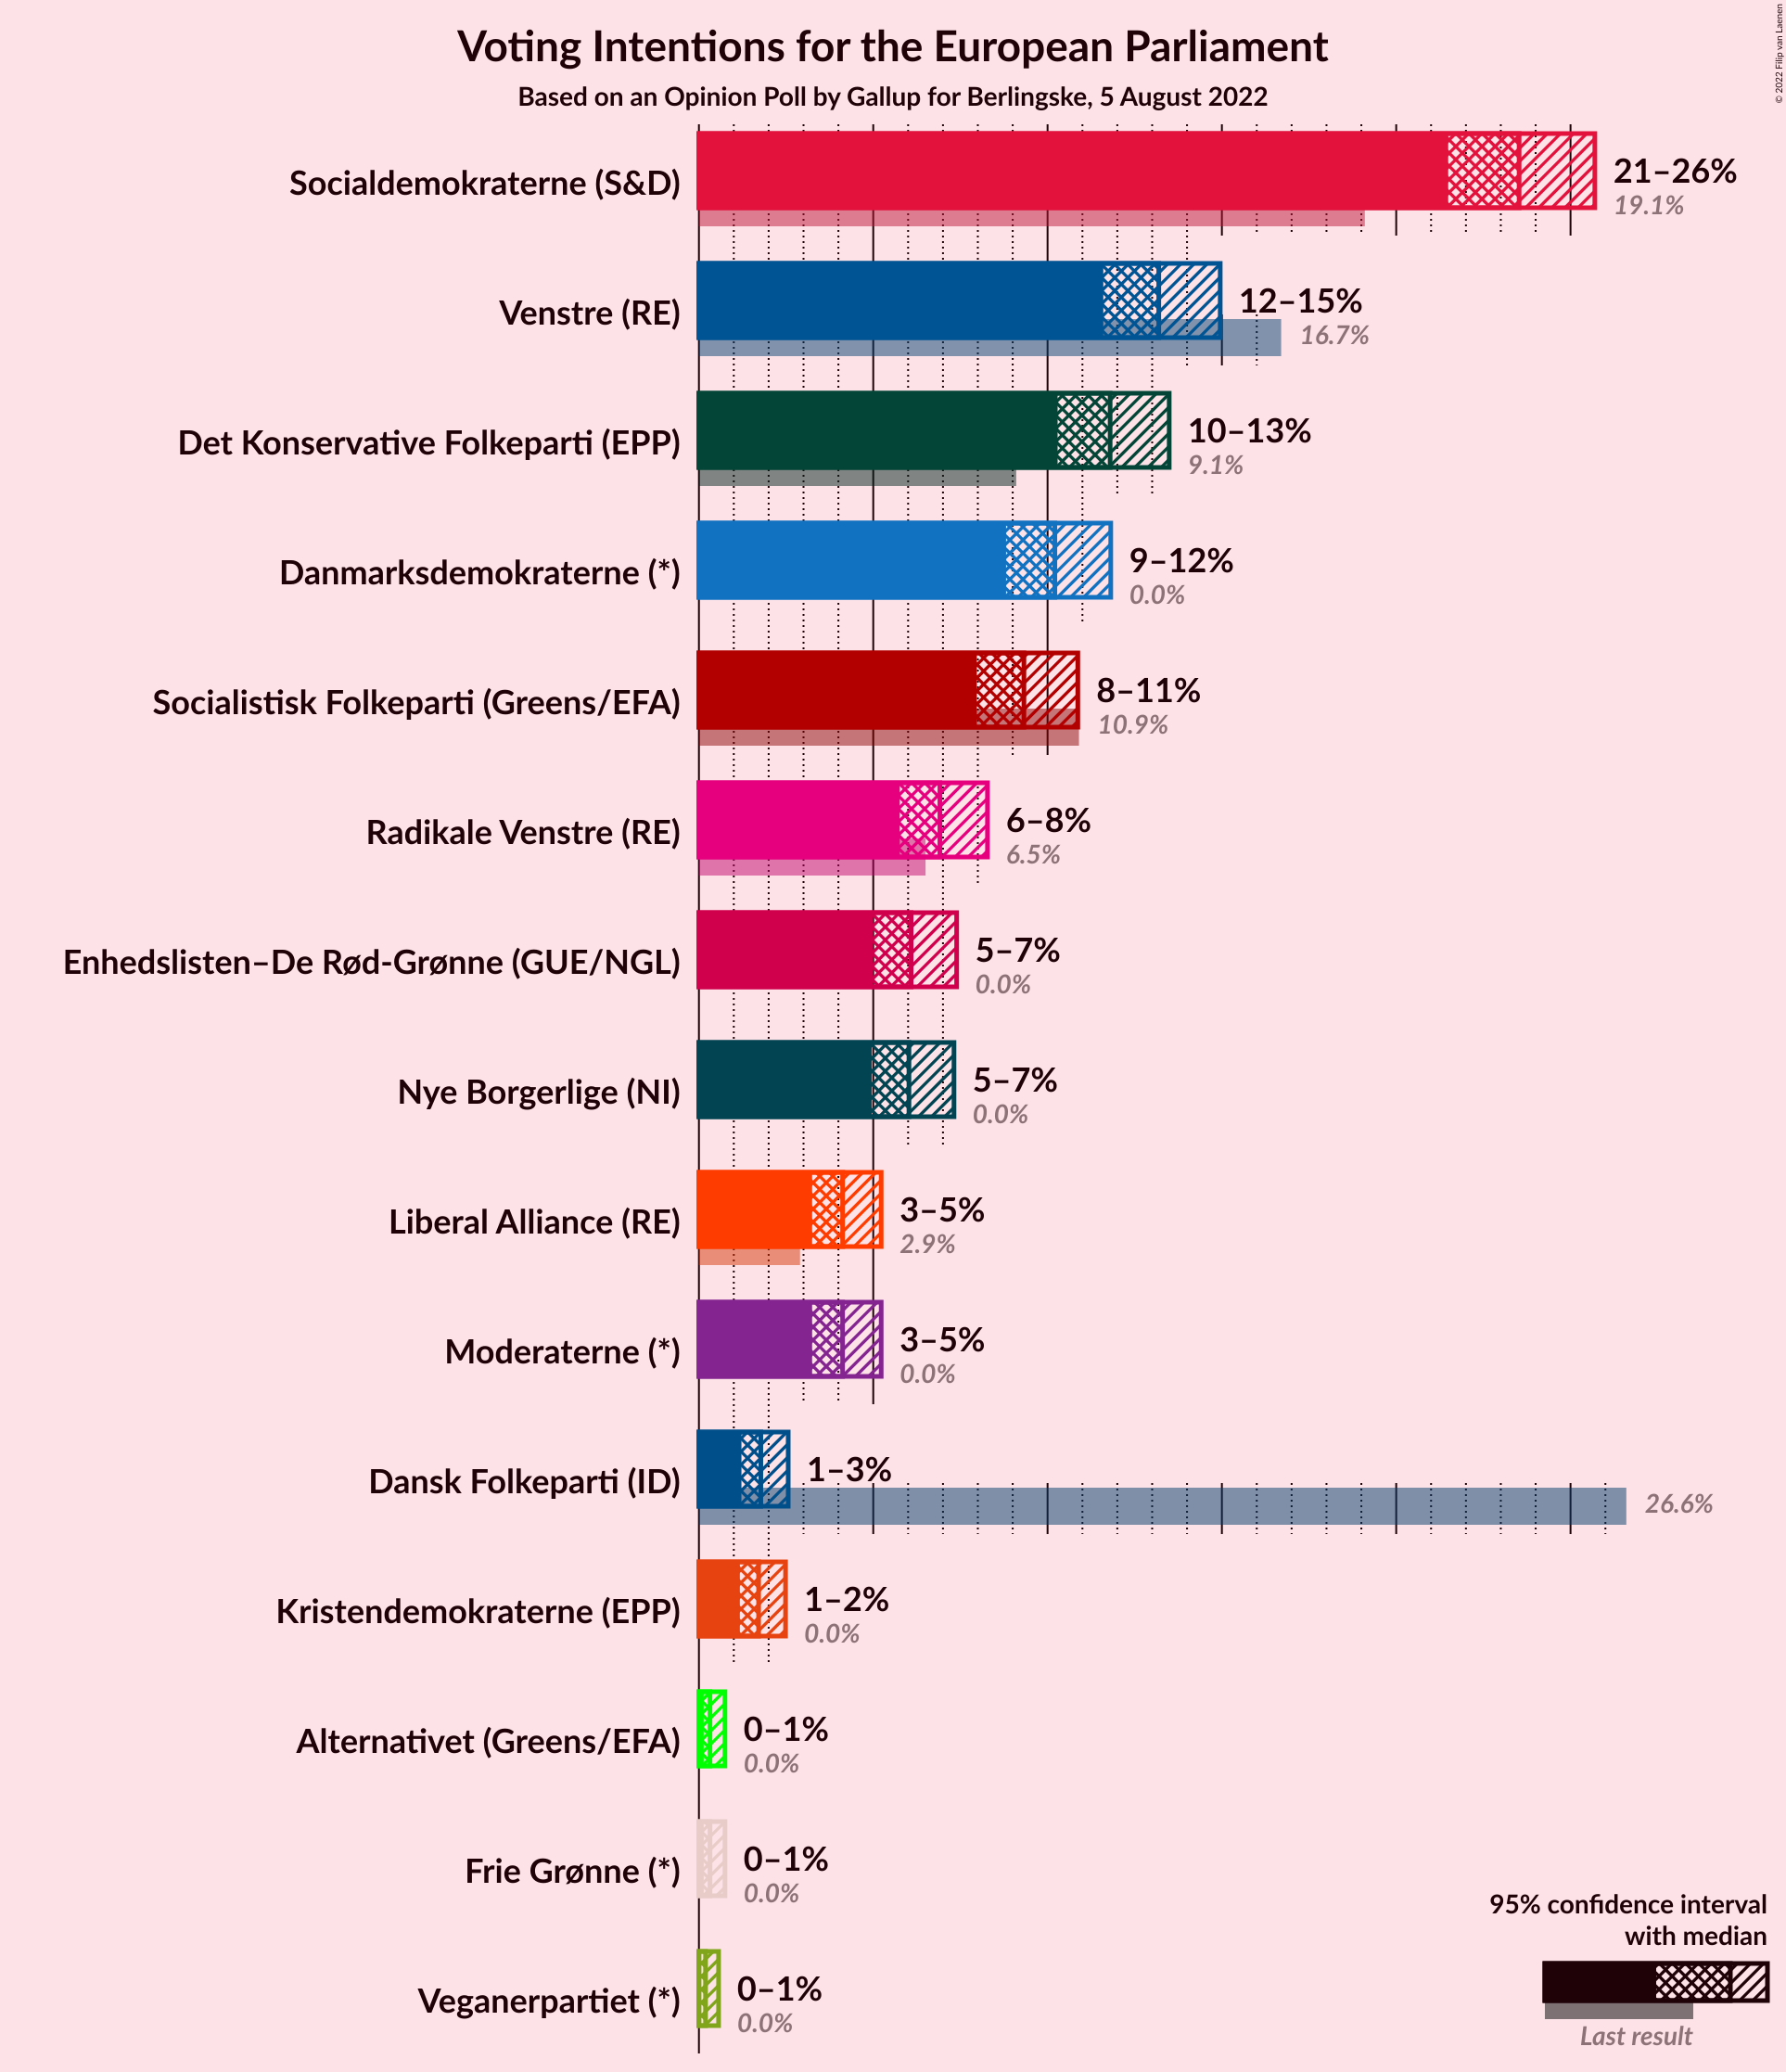 Voting Intentions for the European Parliament
Based on an Opinion Poll by Gallup for Berlingske, 5 August 2022
© 2022 Filip van Laenen
Socialdemokraterne (S&D)
21–26%
19.1%
Venstre (RE)
12–15%
16.7%
Det Konservative Folkeparti (EPP)
10–13%
9.1%
Danmarksdemokraterne (*)
9–12%
0.0%
Socialistisk Folkeparti (Greens/EFA)
8–11%
10.9%
Radikale Venstre (RE)
6–8%
6.5%
Enhedslisten–De Rød-Grønne (GUE/NGL)
5–7%
0.0%
Nye Borgerlige (NI)
5–7%
0.0%
Liberal Alliance (RE)
3–5%
2.9%
Moderaterne (*)
3–5%
0.0%
Dansk Folkeparti (ID)
1–3%
26.6%
Kristendemokraterne (EPP)
1–2%
0.0%
Alternativet (Greens/EFA)
0–1%
0.0%
Frie Grønne (*)
0–1%
0.0%
Veganerpartiet (*)
0–1%
0.0%
95% confidence interval
with median
Last result